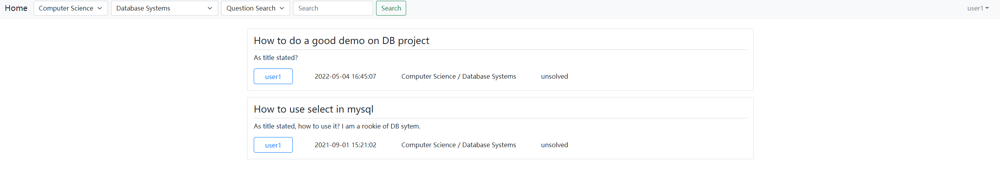 Home Computer Science Database Systems Question Search Search Search user1
How to do a good demo on DB project
As title stated?
user1 2022-05-04 16:45:07 Computer Science / Database Systems unsolved
How to use select in mysql
As title stated, how to use it? I am a rookie of DB sytem.
user1 2021-09-01 15:21:02 Computer Science / Database Systems unsolved